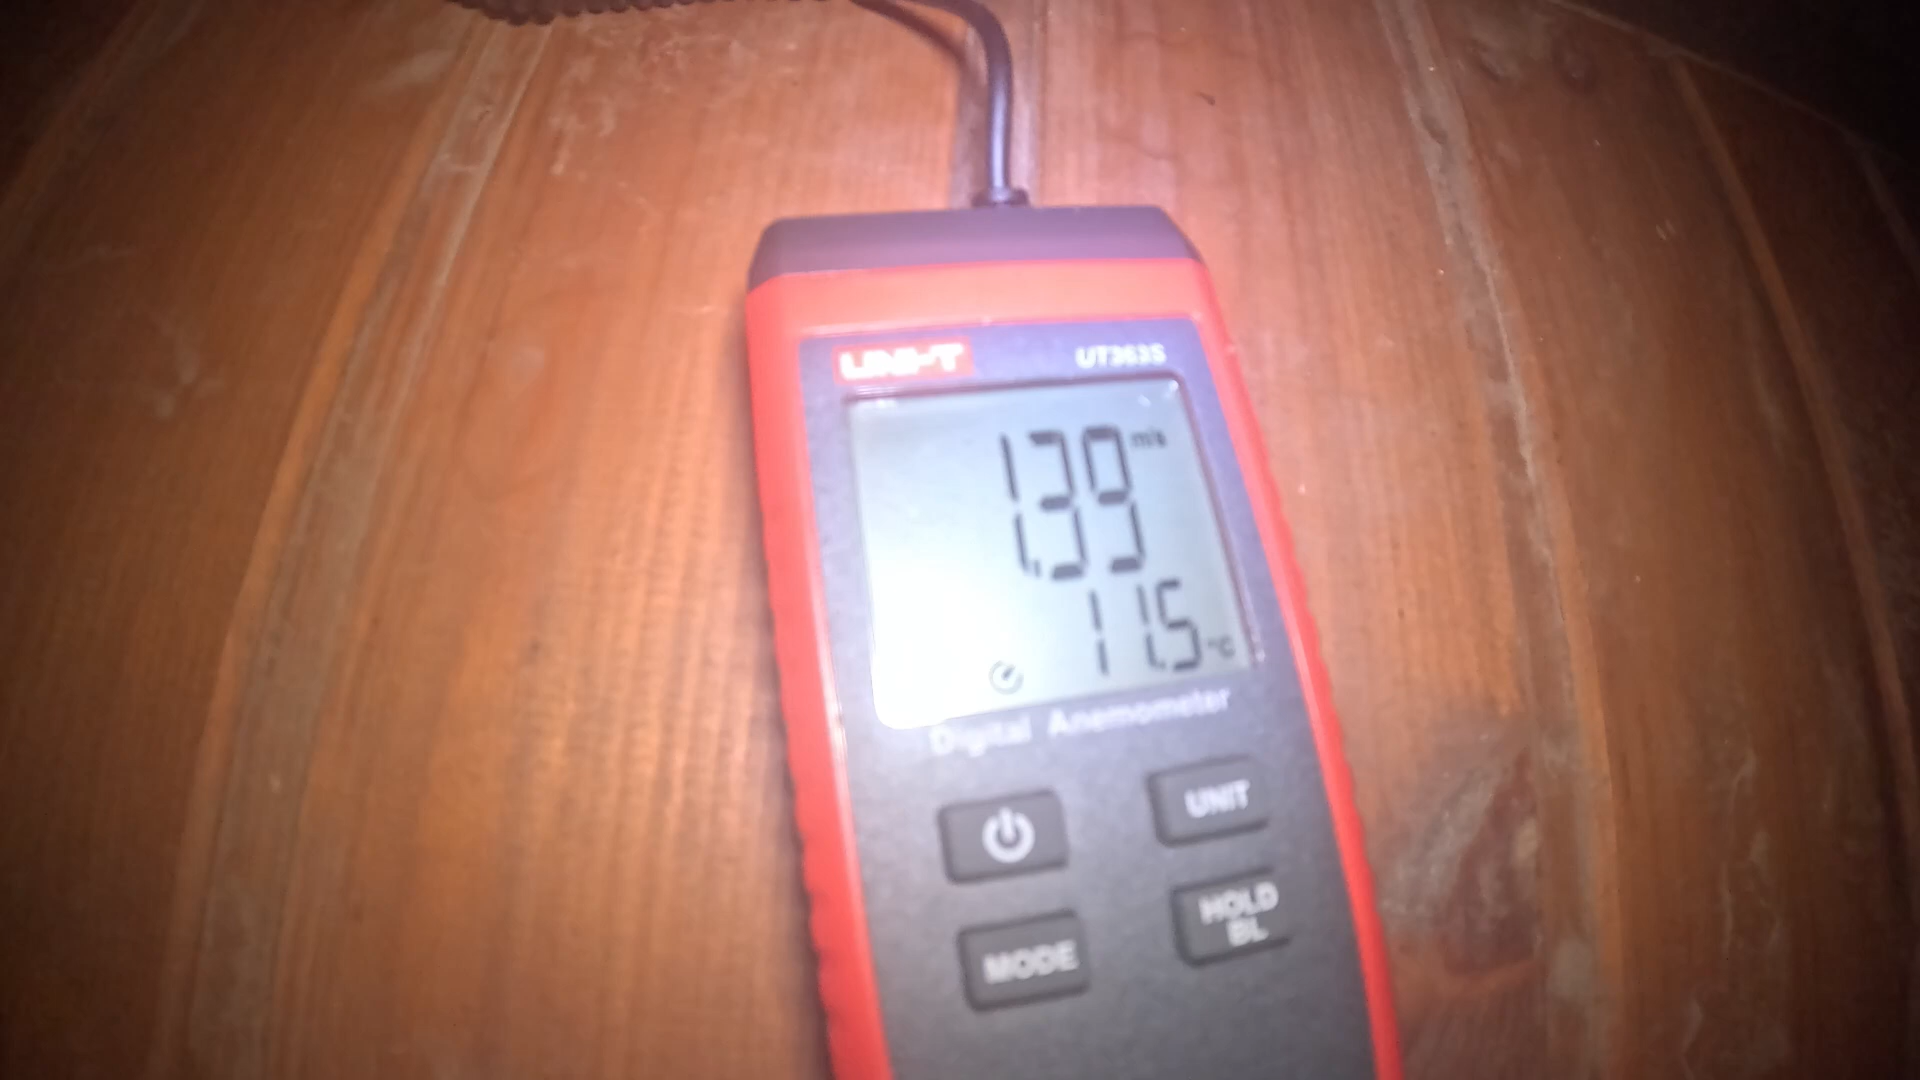 UNI-T UT363S
1.39 m/s
11.5 °C
Digital Anemometer
UNIT
HOLD
BL
MODE